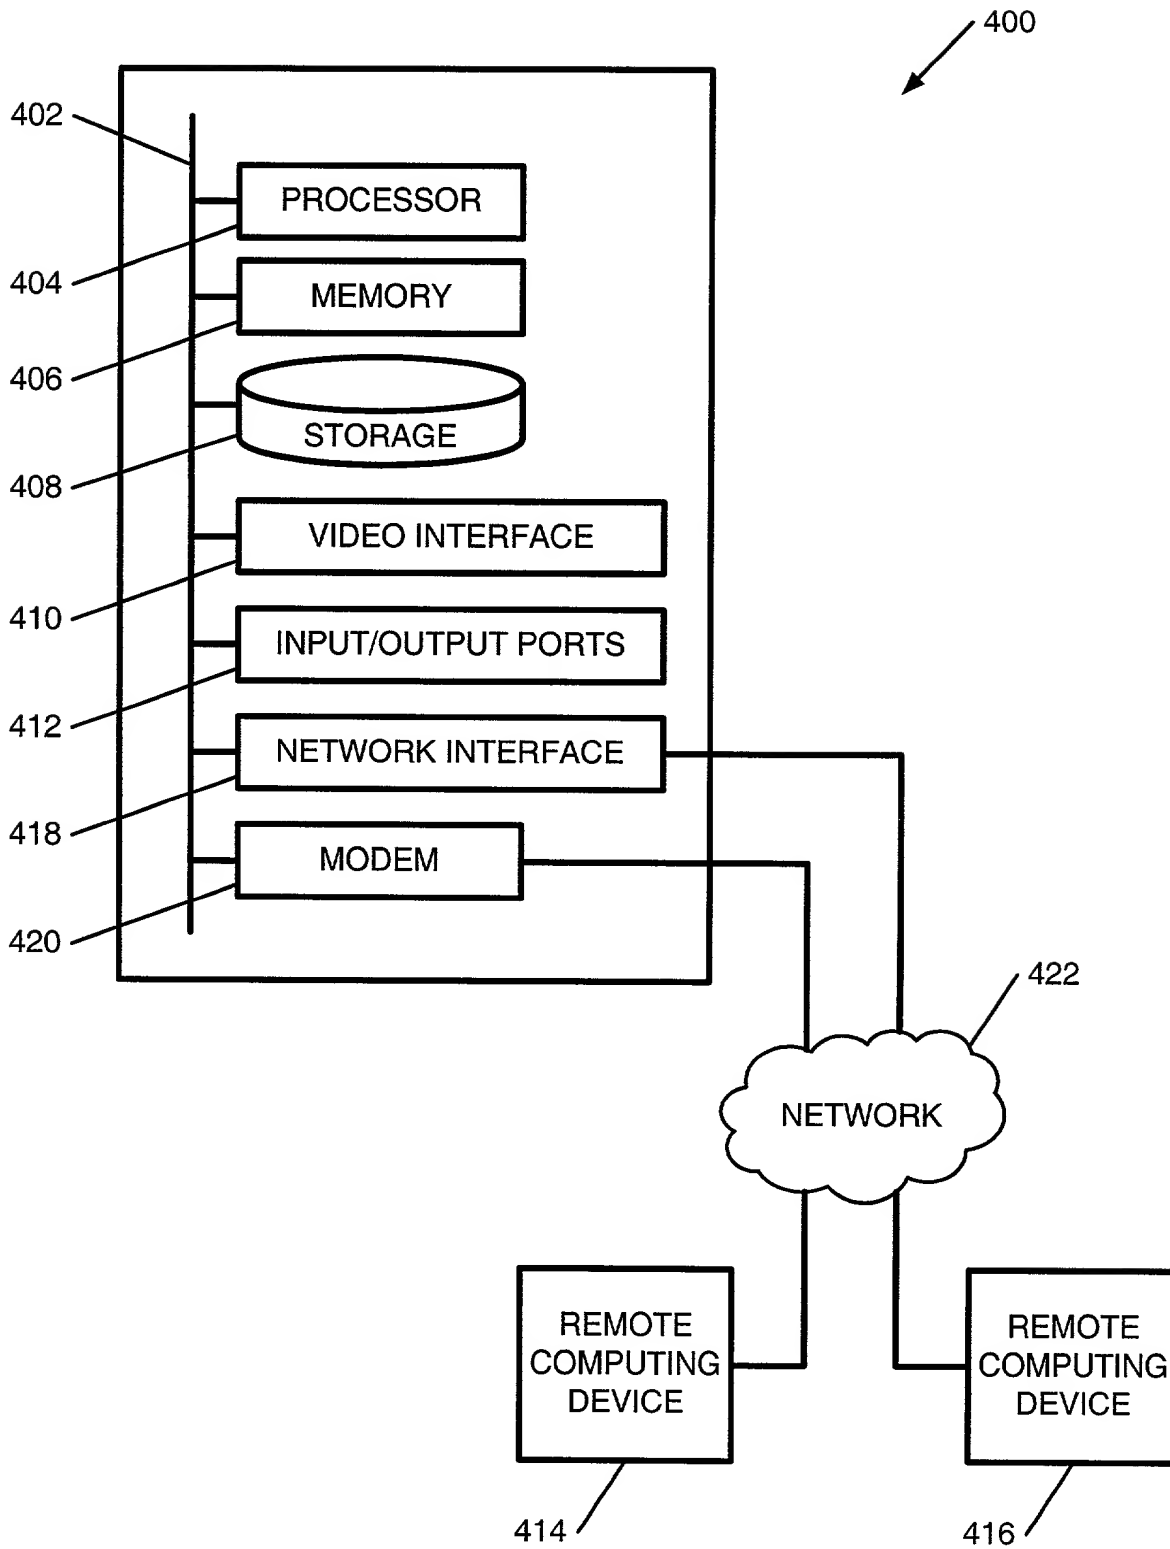 400
402
PROCESSOR
404
MEMORY
406
STORAGE
408
VIDEO INTERFACE
410
INPUT/OUTPUT PORTS
412
NETWORK INTERFACE
418
MODEM
420
422
NETWORK
REMOTE
COMPUTING
DEVICE
REMOTE
COMPUTING
DEVICE
414
416